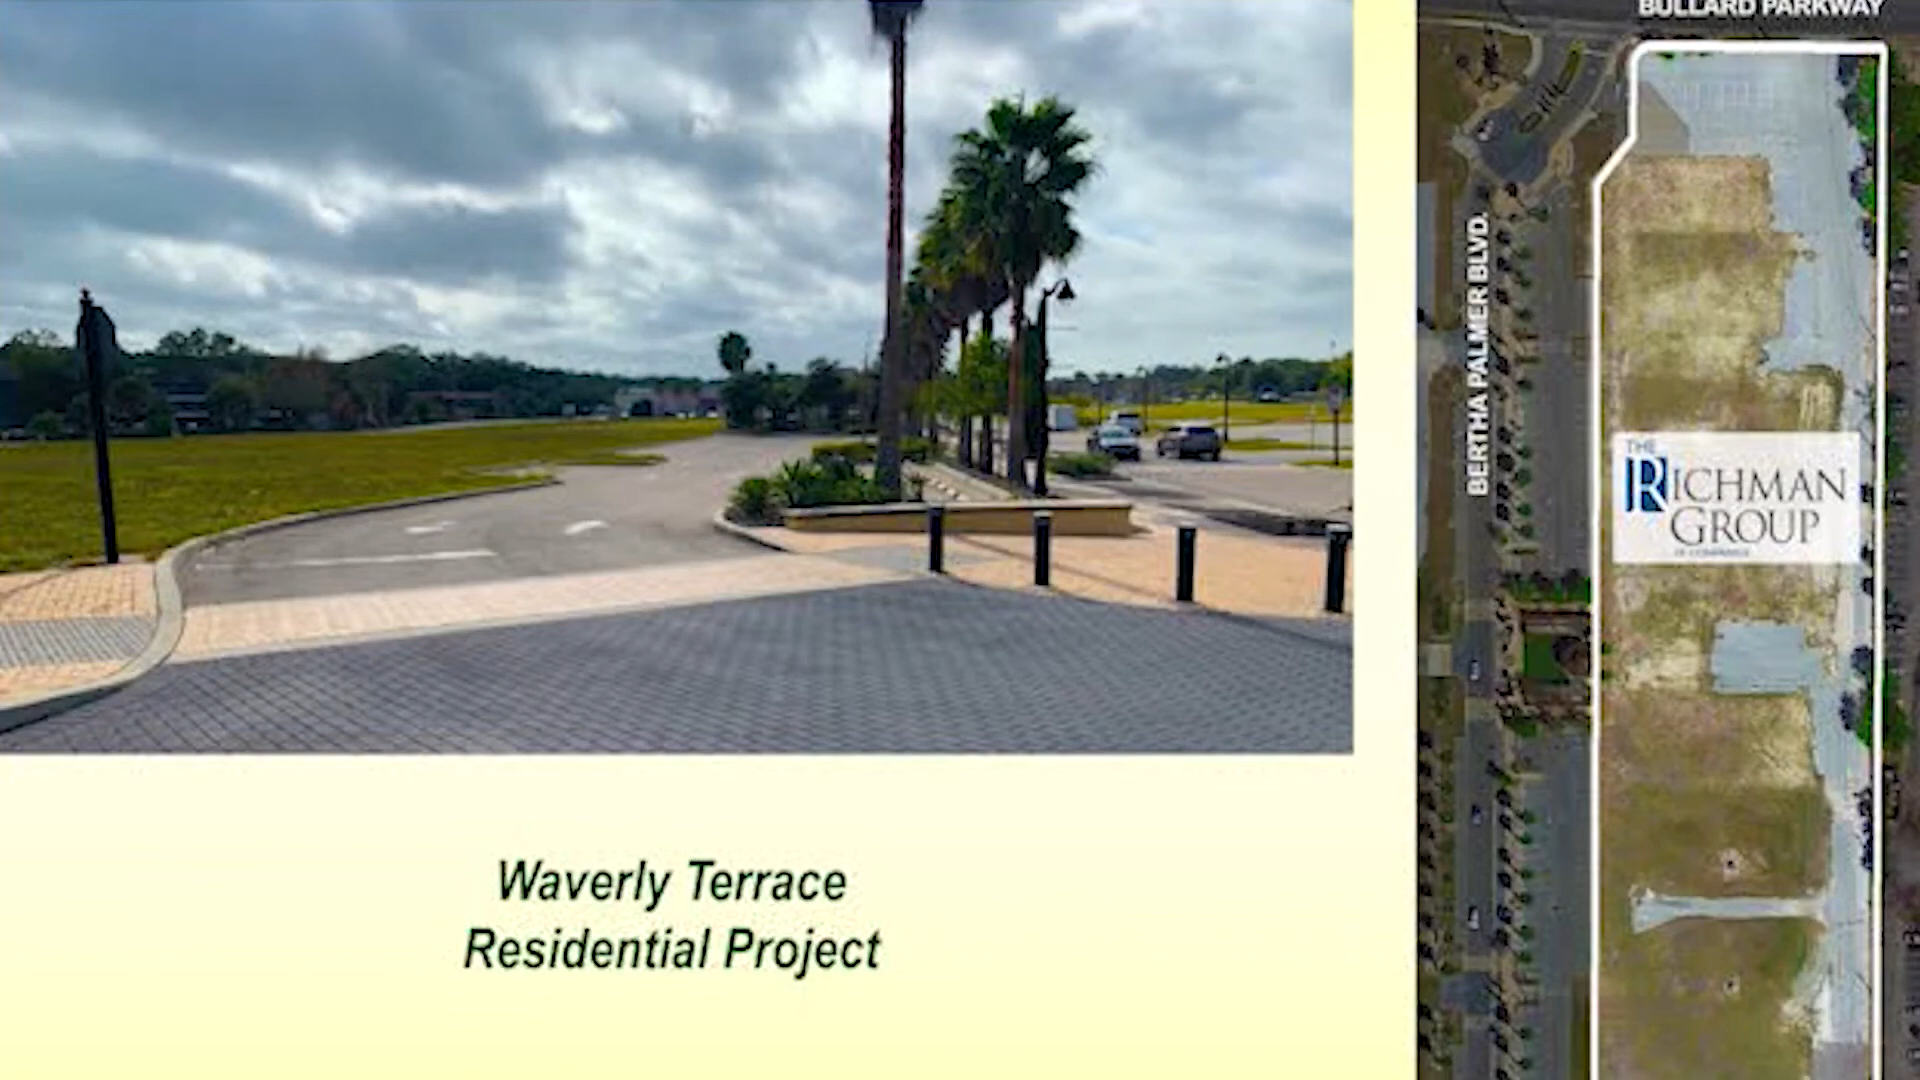 BULLARD PARKWAY
BERTHA PALMER BLVD.
THE
RICHMAN
GROUP
Waverly Terrace
Residential Project